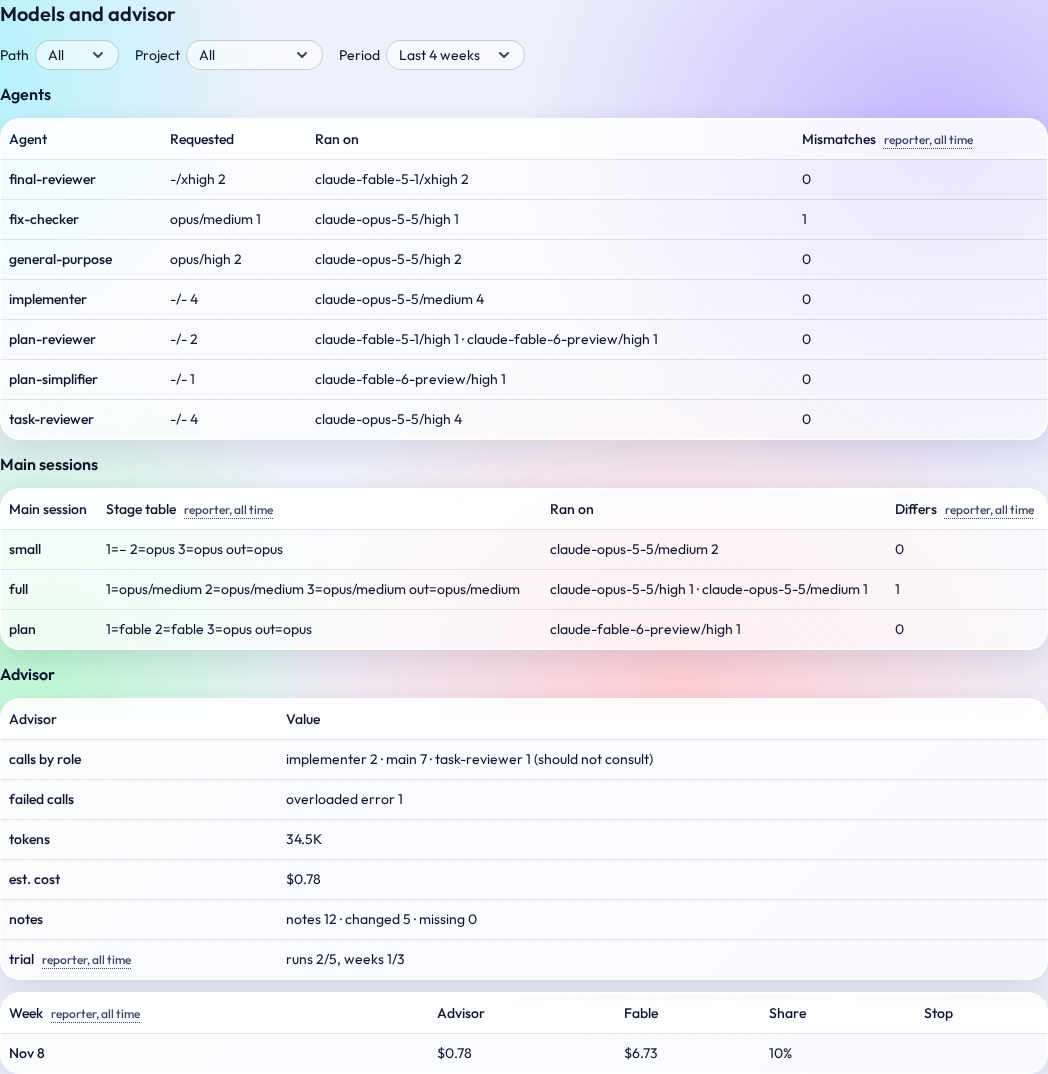 Models and advisor
Path All Project All Period Last 4 weeks
Agents
Agent Requested Ran on Mismatches reporter, all time
final-reviewer -/xhigh 2 claude-fable-5-1/xhigh 2 0
fix-checker opus/medium 1 claude-opus-5-5/high 1 1
general-purpose opus/high 2 claude-opus-5-5/high 2 0
implementer -/- 4 claude-opus-5-5/medium 4 0
plan-reviewer -/- 2 claude-fable-5-1/high 1 · claude-fable-6-preview/high 1 0
plan-simplifier -/- 1 claude-fable-6-preview/high 1 0
task-reviewer -/- 4 claude-opus-5-5/high 4 0
Main sessions
Main session Stage table reporter, all time Ran on Differs reporter, all time
small 1=– 2=opus 3=opus out=opus claude-opus-5-5/medium 2 0
full 1=opus/medium 2=opus/medium 3=opus/medium out=opus/medium claude-opus-5-5/high 1 · claude-opus-5-5/medium 1 1
plan 1=fable 2=fable 3=opus out=opus claude-fable-6-preview/high 1 0
Advisor
Advisor Value
calls by role implementer 2 · main 7 · task-reviewer 1 (should not consult)
failed calls overloaded error 1
tokens 34.5K
est. cost $0.78
notes notes 12 · changed 5 · missing 0
trial reporter, all time runs 2/5, weeks 1/3
Week reporter, all time Advisor Fable Share Stop
Nov 8 $0.78 $6.73 10%